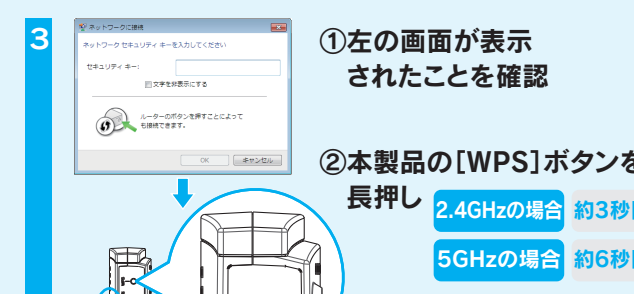 3
ネットワークに接続
ネットワーク セキュリティ キーを入力してください
セキュリティ キー:
文字を非表示にする
ルーターのボタンを押すことによって
も接続できます。
OK キャンセル
①左の画面が表示
されたことを確認
②本製品の[WPS]ボタンを
長押し
2.4GHzの場合 約3秒
5GHzの場合 約6秒